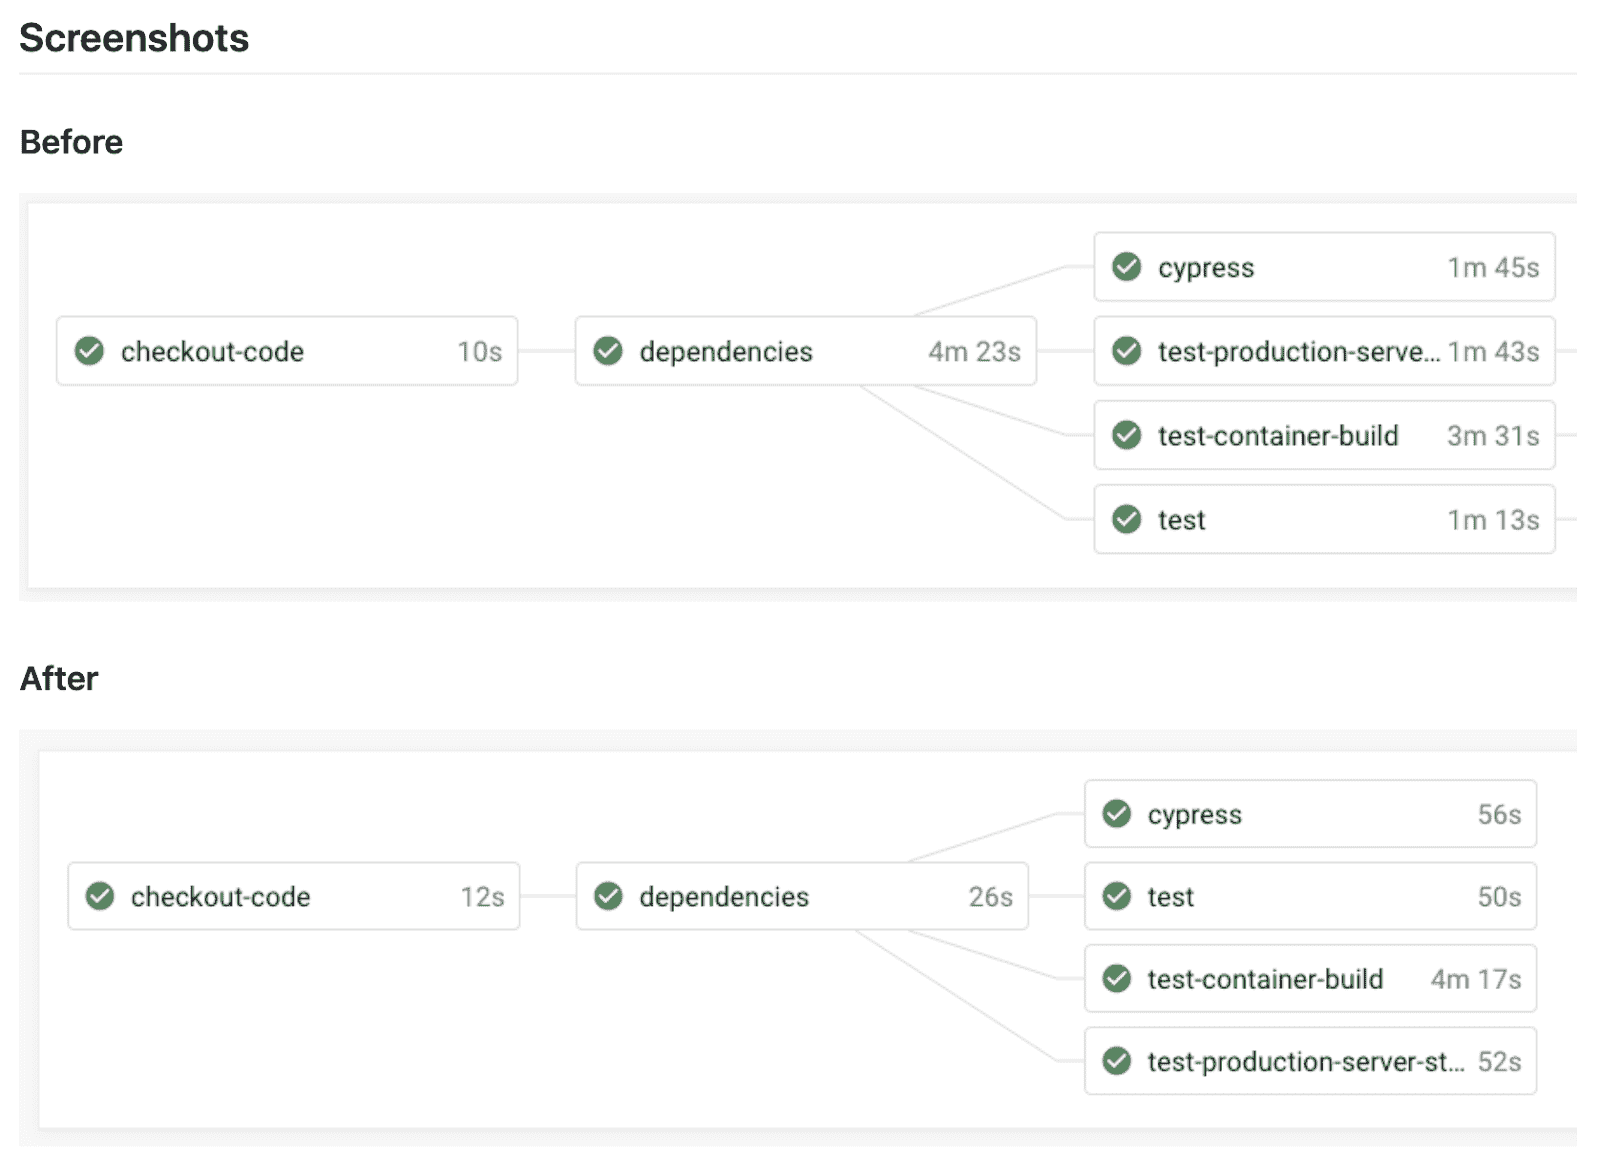 Screenshots
Before
cypress 1m 45s
checkout-code 10s
dependencies 4m 23s
test-production-serve... 1m 43s
test-container-build 3m 31s
test 1m 13s
After
cypress 56s
checkout-code 12s
dependencies 26s
test 50s
test-container-build 4m 17s
test-production-server-st... 52s